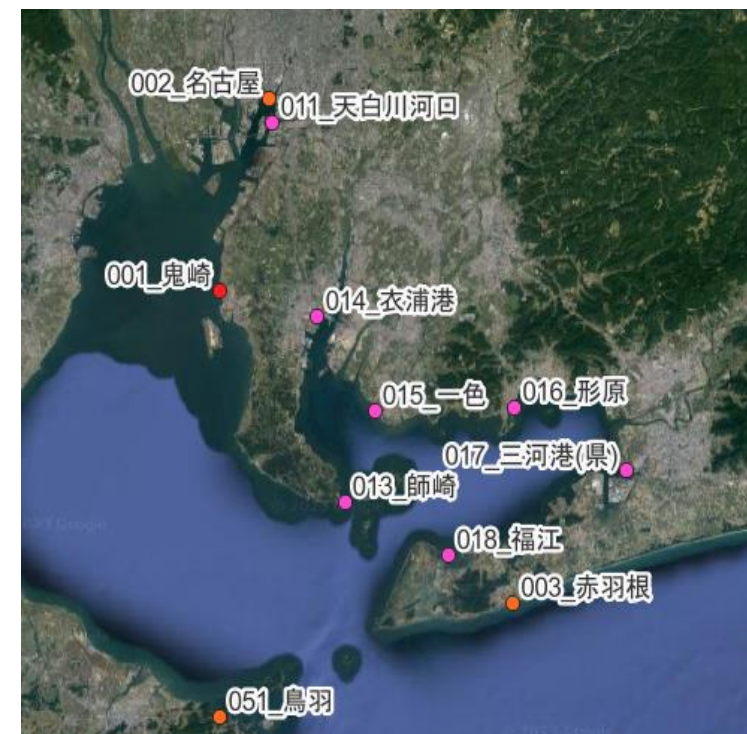 002_名古屋
011_天白川河口
001_鬼崎
014_衣浦港
015_一色
016_形原
017_三河港(県)
013_師崎
018_福江
003_赤羽根
051_鳥羽